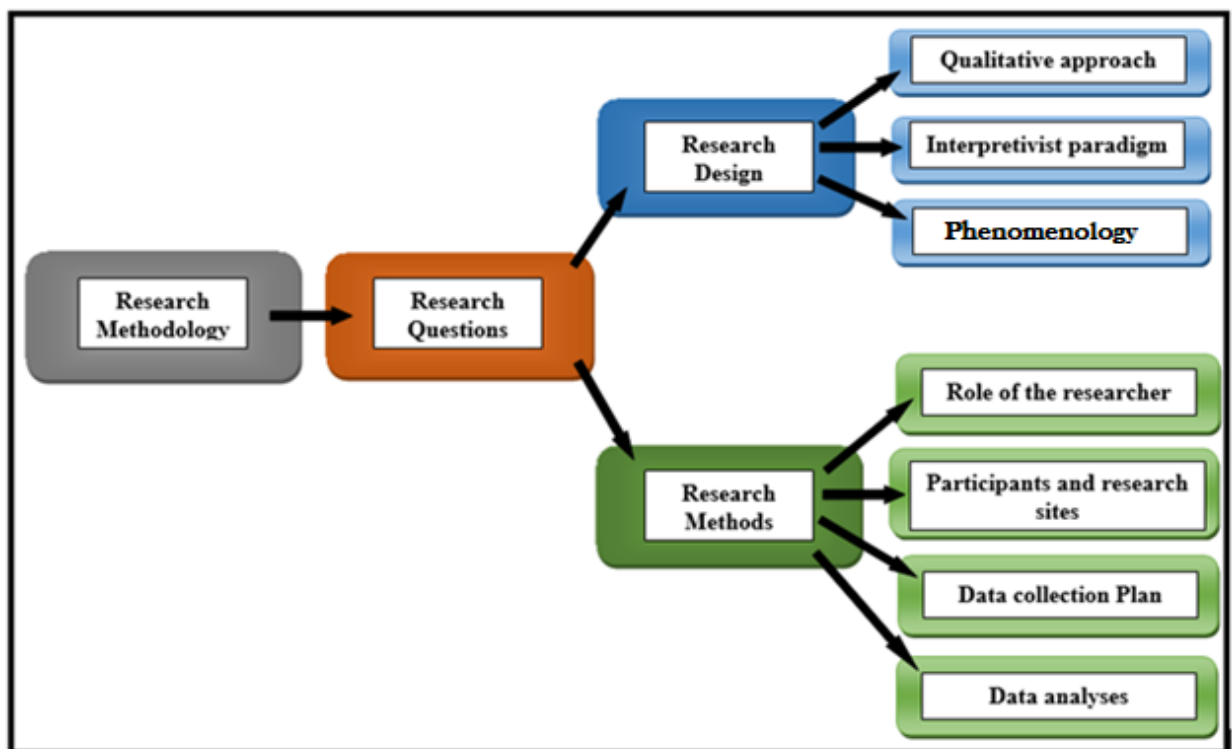 Research
Methodology
Research
Questions
Research
Design
Qualitative approach
Interpretivist paradigm
Phenomenology
Research
Methods
Role of the researcher
Participants and research
sites
Data collection Plan
Data analyses